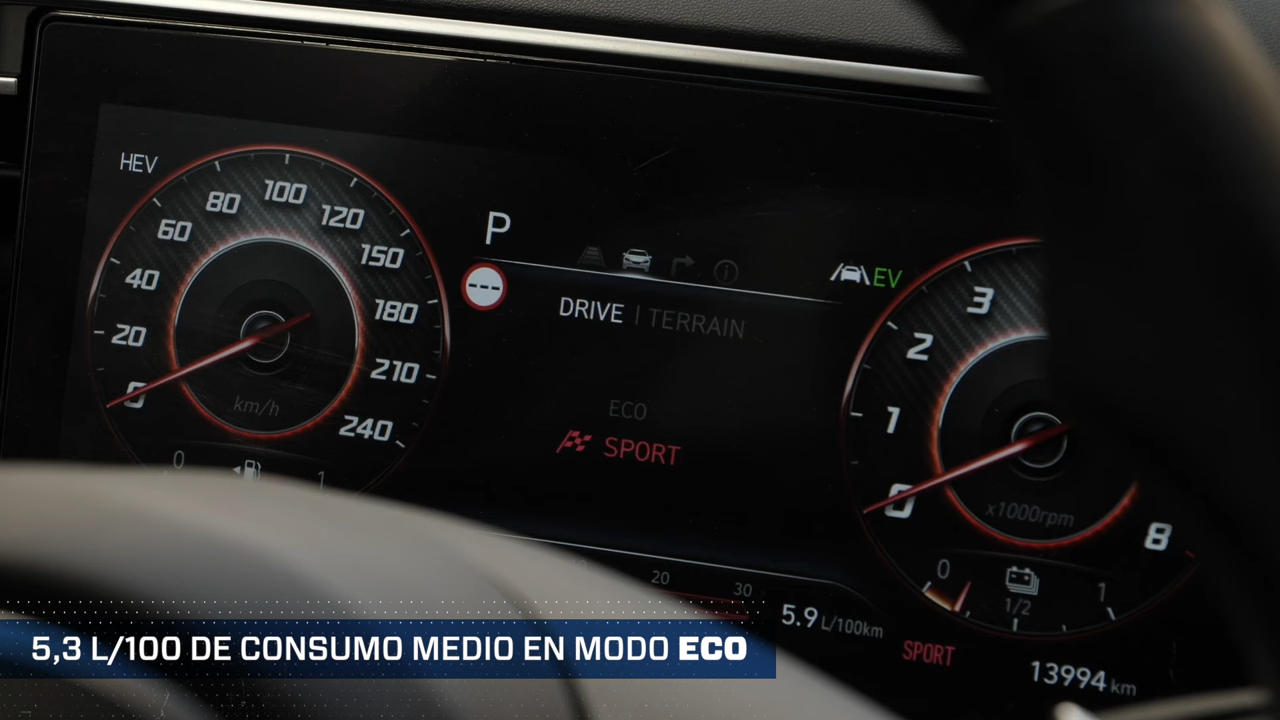 HEV
0
20
40
60
80
100
120
150
180
210
240
km/h
0
1
P
---
DRIVE | TERRAIN
ECO
SPORT
EV
20
30
5.9 L/100km
SPORT
13994 km
0
1
2
3
8
x1000rpm
0
1/2
1
5,3 L/100 DE CONSUMO MEDIO EN MODO ECO